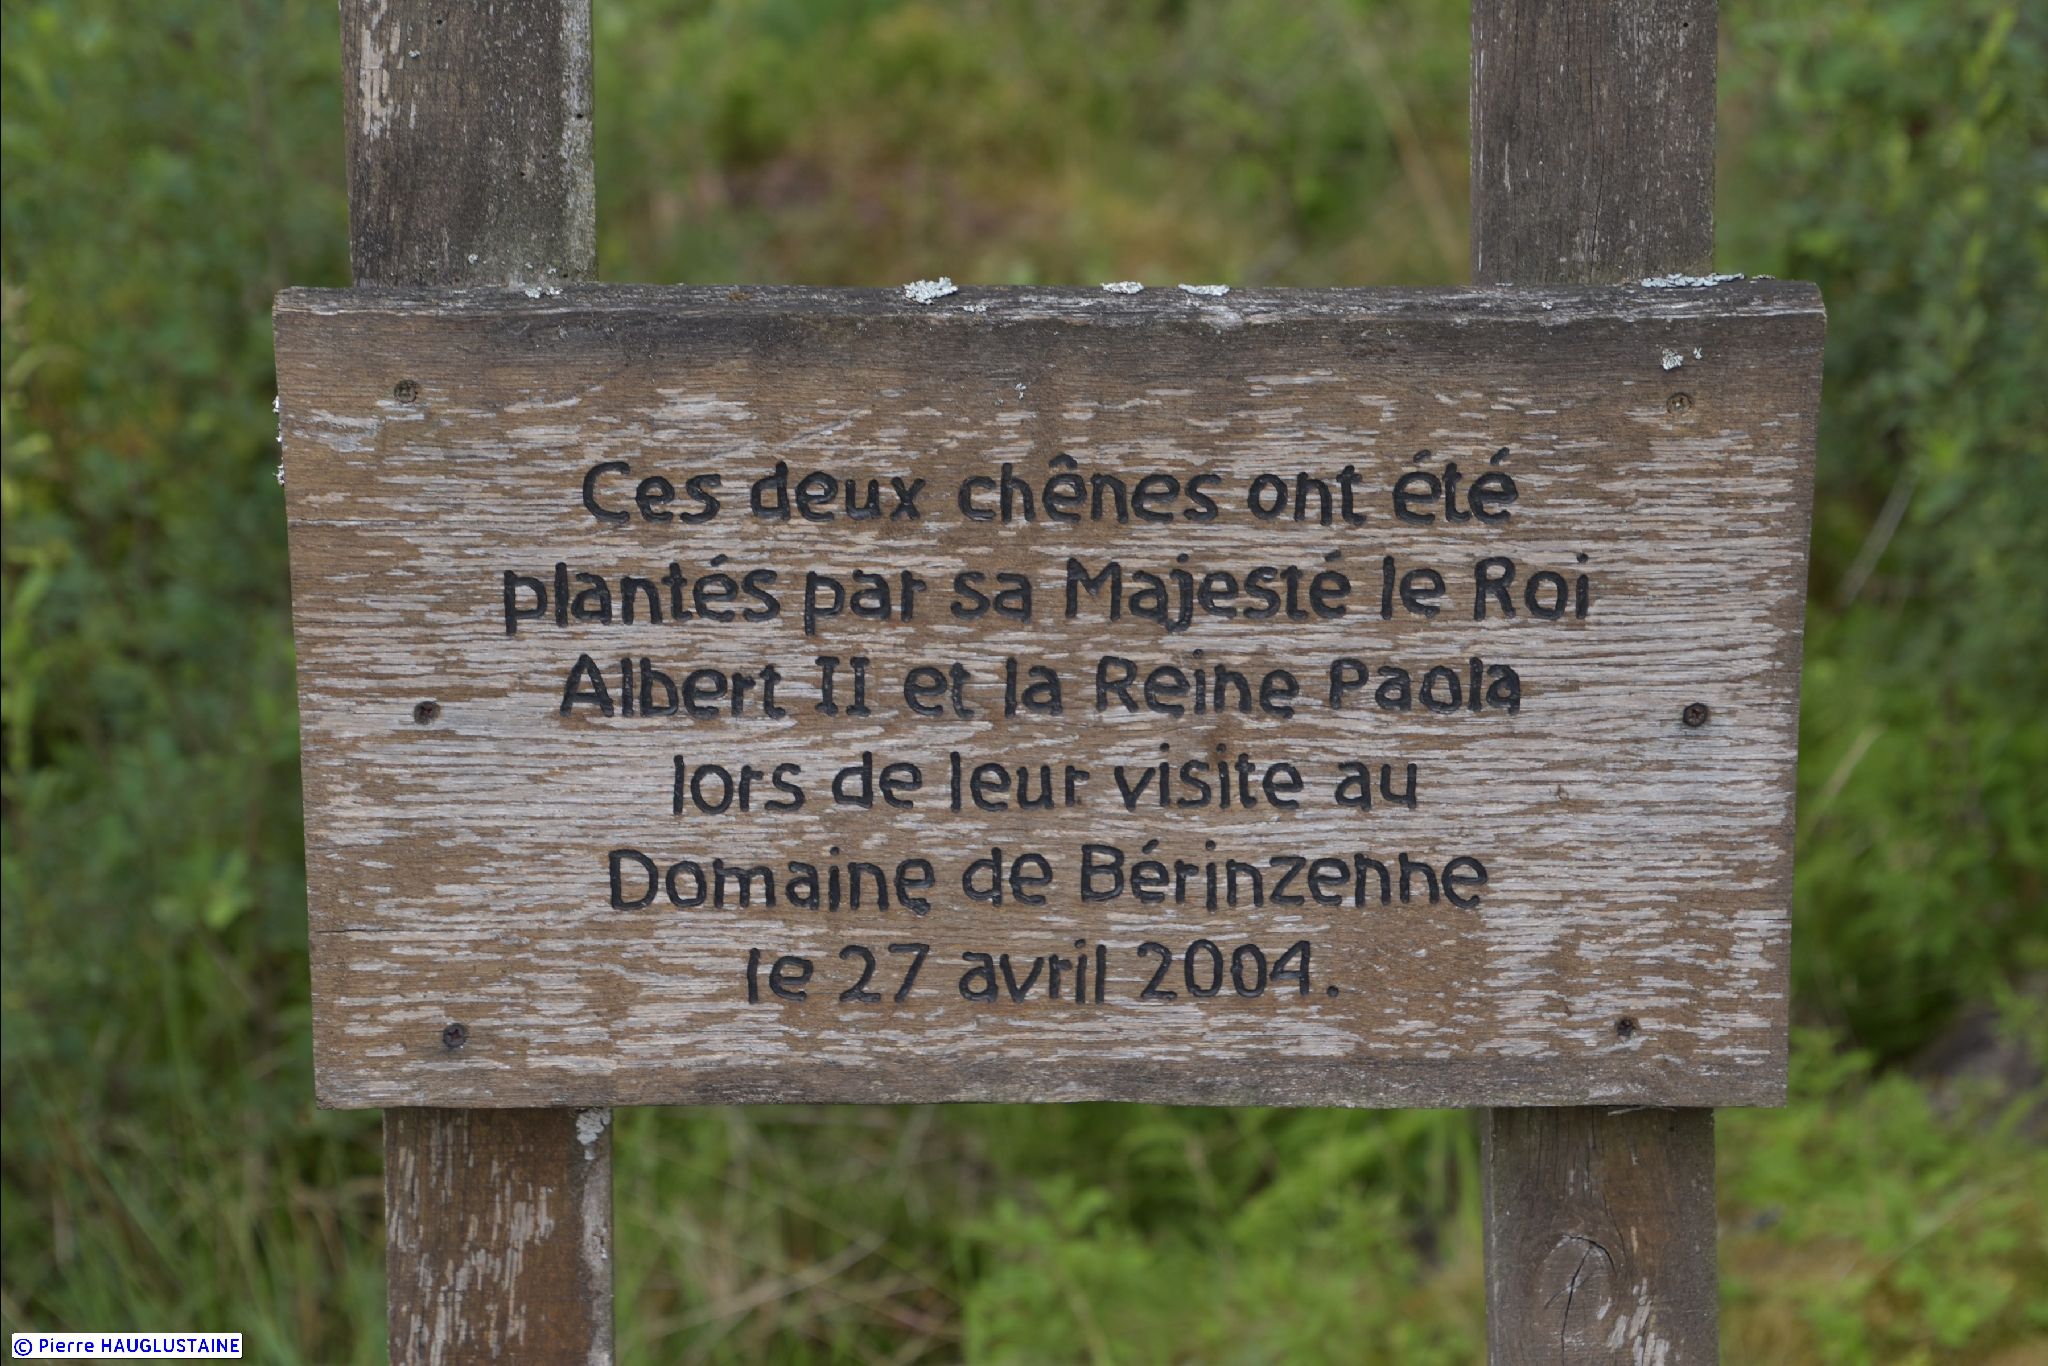 Ces deux chênes ont été
plantés par sa Majesté le Roi
Albert II et la Reine Paola
lors de leur visite au
Domaine de Bérinzenne
le 27 avril 2004.
© Pierre HAUGLUSTAINE